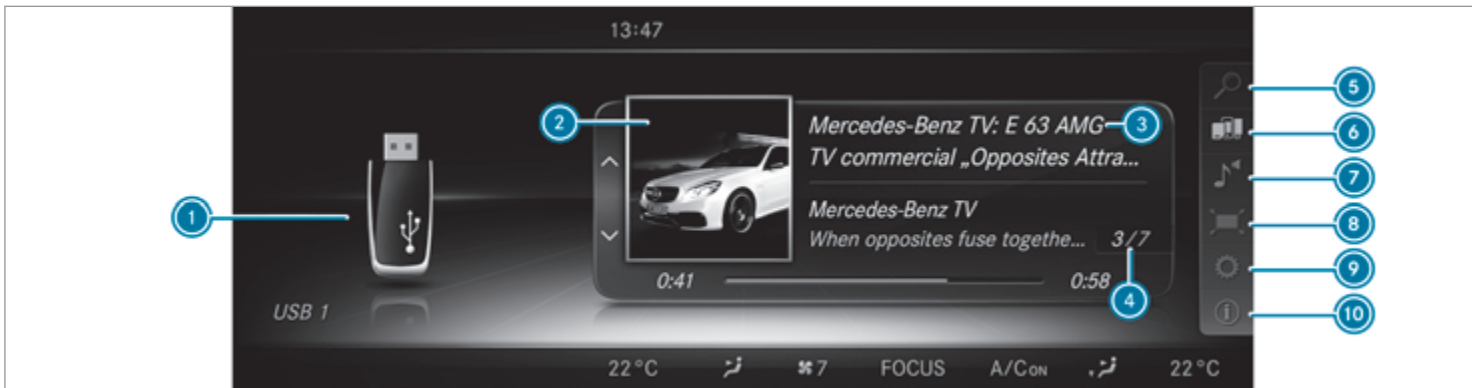 13:47
Mercedes-Benz TV: E 63 AMG
TV commercial „Opposites Attra...
Mercedes-Benz TV
When opposites fuse togethe... 3/7
0:41 0:58
USB 1
22°C 7 FOCUS A/C ON 22°C
1
2
3
4
5
6
7
8
9
10